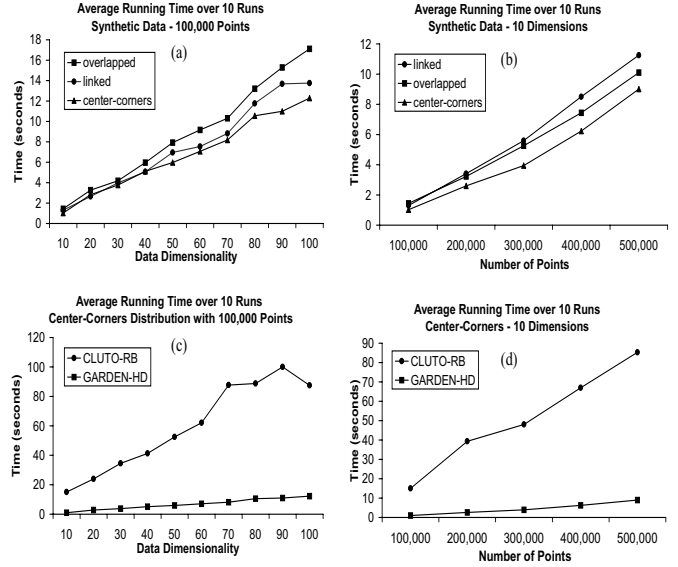 Average Running Time over 10 Runs
Synthetic Data - 100,000 Points
(a)
overlapped
linked
center-corners
Time (seconds)
18
16
14
12
10
8
6
4
2
0
10 20 30 40 50 60 70 80 90 100
Data Dimensionality
Average Running Time over 10 Runs
Synthetic Data - 10 Dimensions
(b)
linked
overlapped
center-corners
Time (seconds)
12
10
8
6
4
2
0
100,000 200,000 300,000 400,000 500,000
Number of Points
Average Running Time over 10 Runs
Center-Corners Distribution with 100,000 Points
(c)
CLUTO-RB
GARDEN-HD
Time (seconds)
120
100
80
60
40
20
0
10 20 30 40 50 60 70 80 90 100
Data Dimensionality
Average Running Time over 10 Runs
Center-Corners - 10 Dimensions
(d)
CLUTO-RB
GARDEN-HD
Time (seconds)
90
80
70
60
50
40
30
20
10
0
100,000 200,000 300,000 400,000 500,000
Number of Points